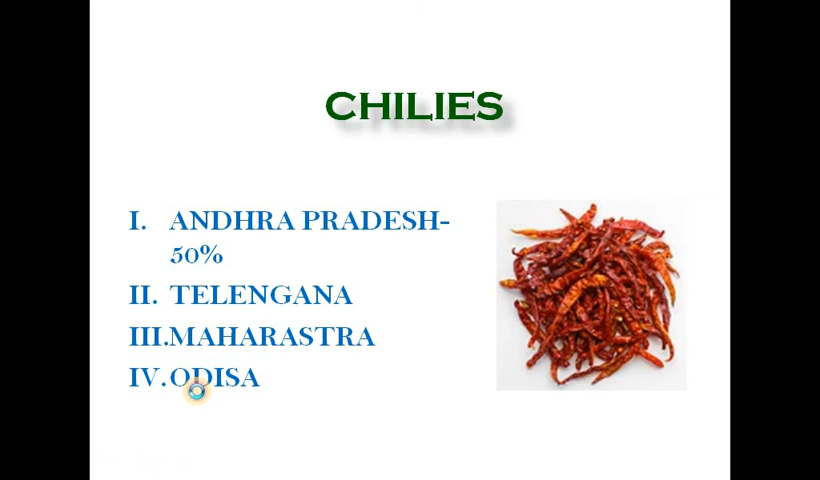 CHILIES
I. ANDHRA PRADESH-
50%
II. TELENGANA
III.MAHARASTRA
IV.ODISA